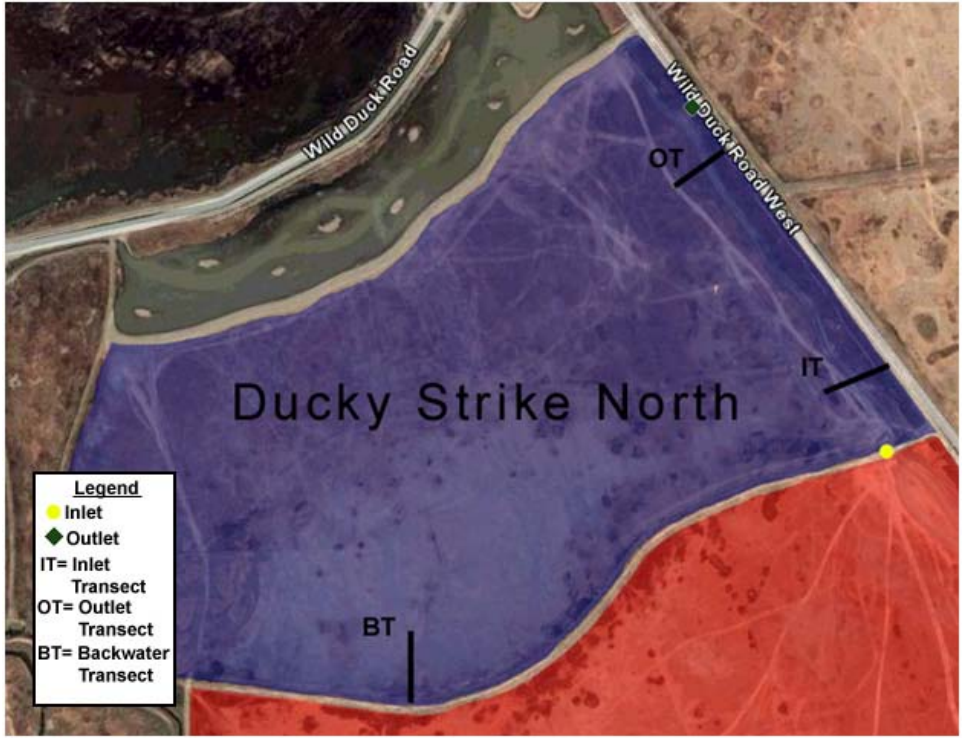 Wild Duck Road
Wild Duck Road West
OT
IT
Ducky Strike North
BT
Legend
Inlet
Outlet
IT= Inlet
Transect
OT= Outlet
Transect
BT= Backwater
Transect